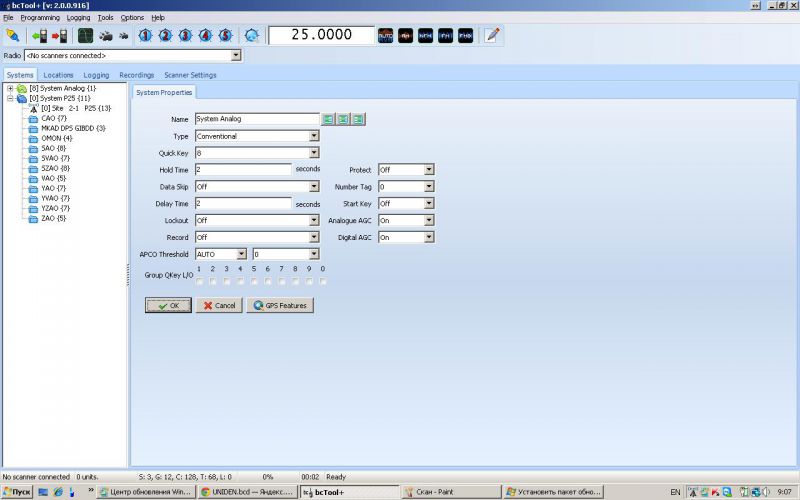 bcTool+ [v: 2.0.0.916]
File Programming Logging Tools Options Help
1 2 3 4 5 25.0000 AUTO
Radio <No scanners connected>
Systems Locations Logging Recordings Scanner Settings
[8] System Analog {1}
[0] System P25 {11}
[0] Site 2-1 P25 {13}
CAO {7}
MKAD DPS GIBDD {3}
OMON {4}
SAO {6}
SVAO {7}
SZAO {8}
VAO {5}
YAO {7}
YVAO {7}
YZAO {7}
ZAO {5}
System Properties
Name System Analog
Type Conventional
Quick Key 8
Hold Time 2 seconds Protect Off
Data Skip Off Number Tag 0
Delay Time 2 seconds Start Key Off
Lockout Off Analogue AGC On
Record Off Digital AGC On
APCO Threshold AUTO 0
Group QKey L/O 1 2 3 4 5 6 7 8 9 0
OK Cancel GPS Features
No scanner connected 0 units. S: 3, G: 12, C: 128, T: 68, L: 0 0% 00:02 Ready
Пуск » Центр обновления Win... UNIDEN.bcd — Яндекс.... bcTool+ Скан - Paint Установить пакет обно... EN 9:07